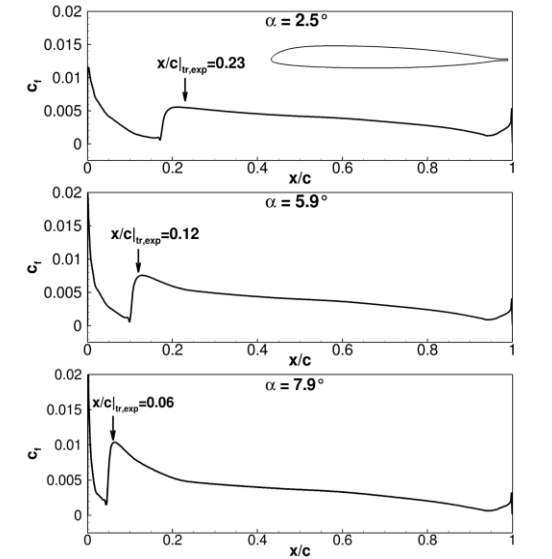 α = 2.5°
0.02
0.015
0.01
0.005
0
c_f
x/c|tr,exp=0.23
0 0.2 0.4 0.6 0.8 1
x/c
α = 5.9°
0.02
0.015
0.01
0.005
0
c_f
x/c|tr,exp=0.12
0 0.2 0.4 0.6 0.8 1
x/c
α = 7.9°
0.02
0.015
0.01
0.005
0
c_f
x/c|tr,exp=0.06
0 0.2 0.4 0.6 0.8 1
x/c